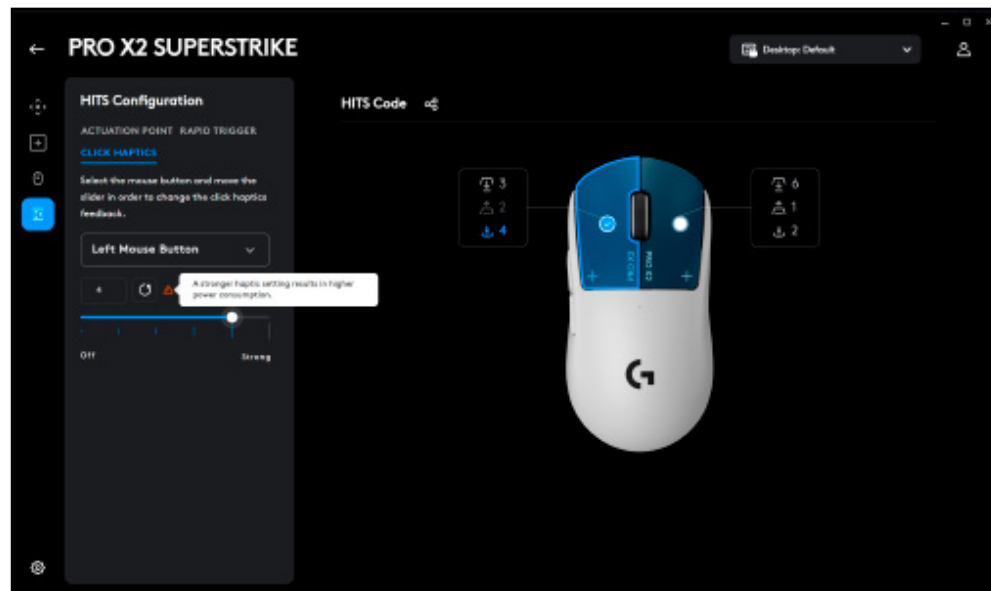 PRO X2 SUPERSTRIKE
Desktop: Default
HITS Configuration
ACTUATION POINT RAPID TRIGGER
CLICK HAPTICS
Select the mouse button and move the
slider in order to change the click haptics
feedback.
Left Mouse Button
4
A stronger haptic setting results in higher
power consumption.
Off
Strong
HITS Code
3
2
4
6
1
2
PRO X2